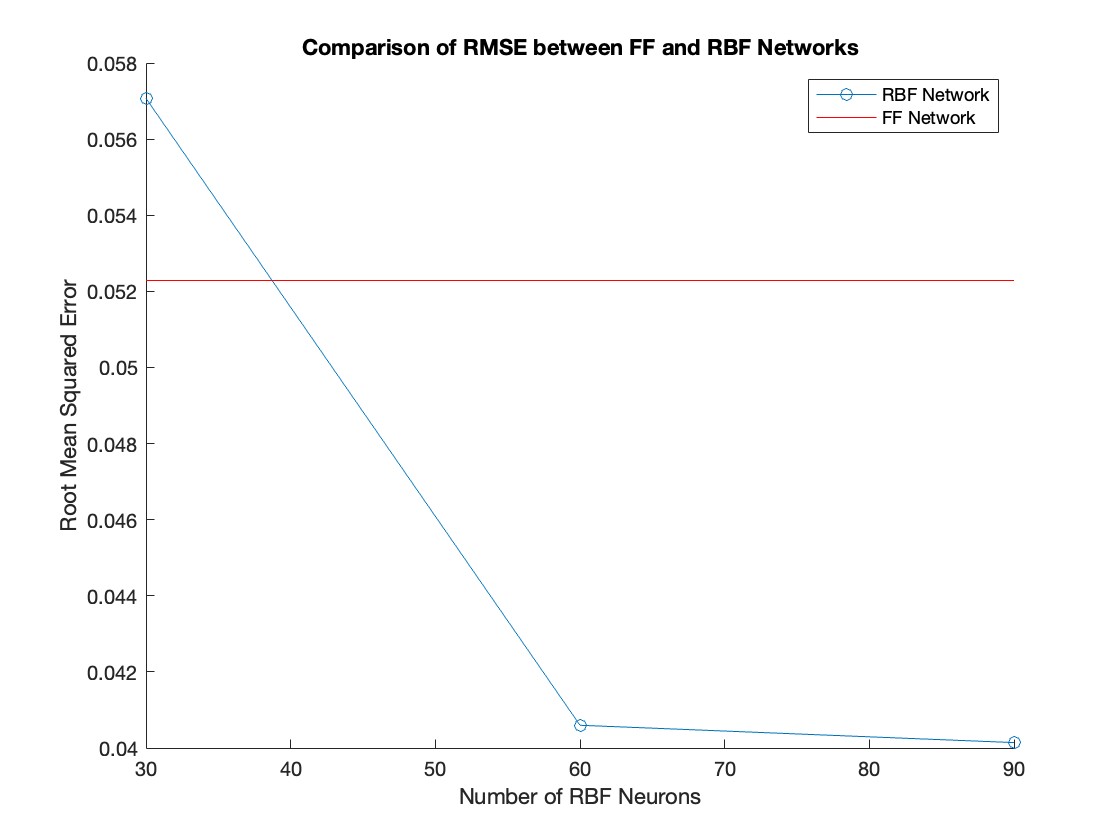 Comparison of RMSE between FF and RBF Networks
RBF Network
FF Network
0.058
0.056
0.054
0.052
0.05
0.048
0.046
0.044
0.042
0.04
Root Mean Squared Error
30 40 50 60 70 80 90
Number of RBF Neurons